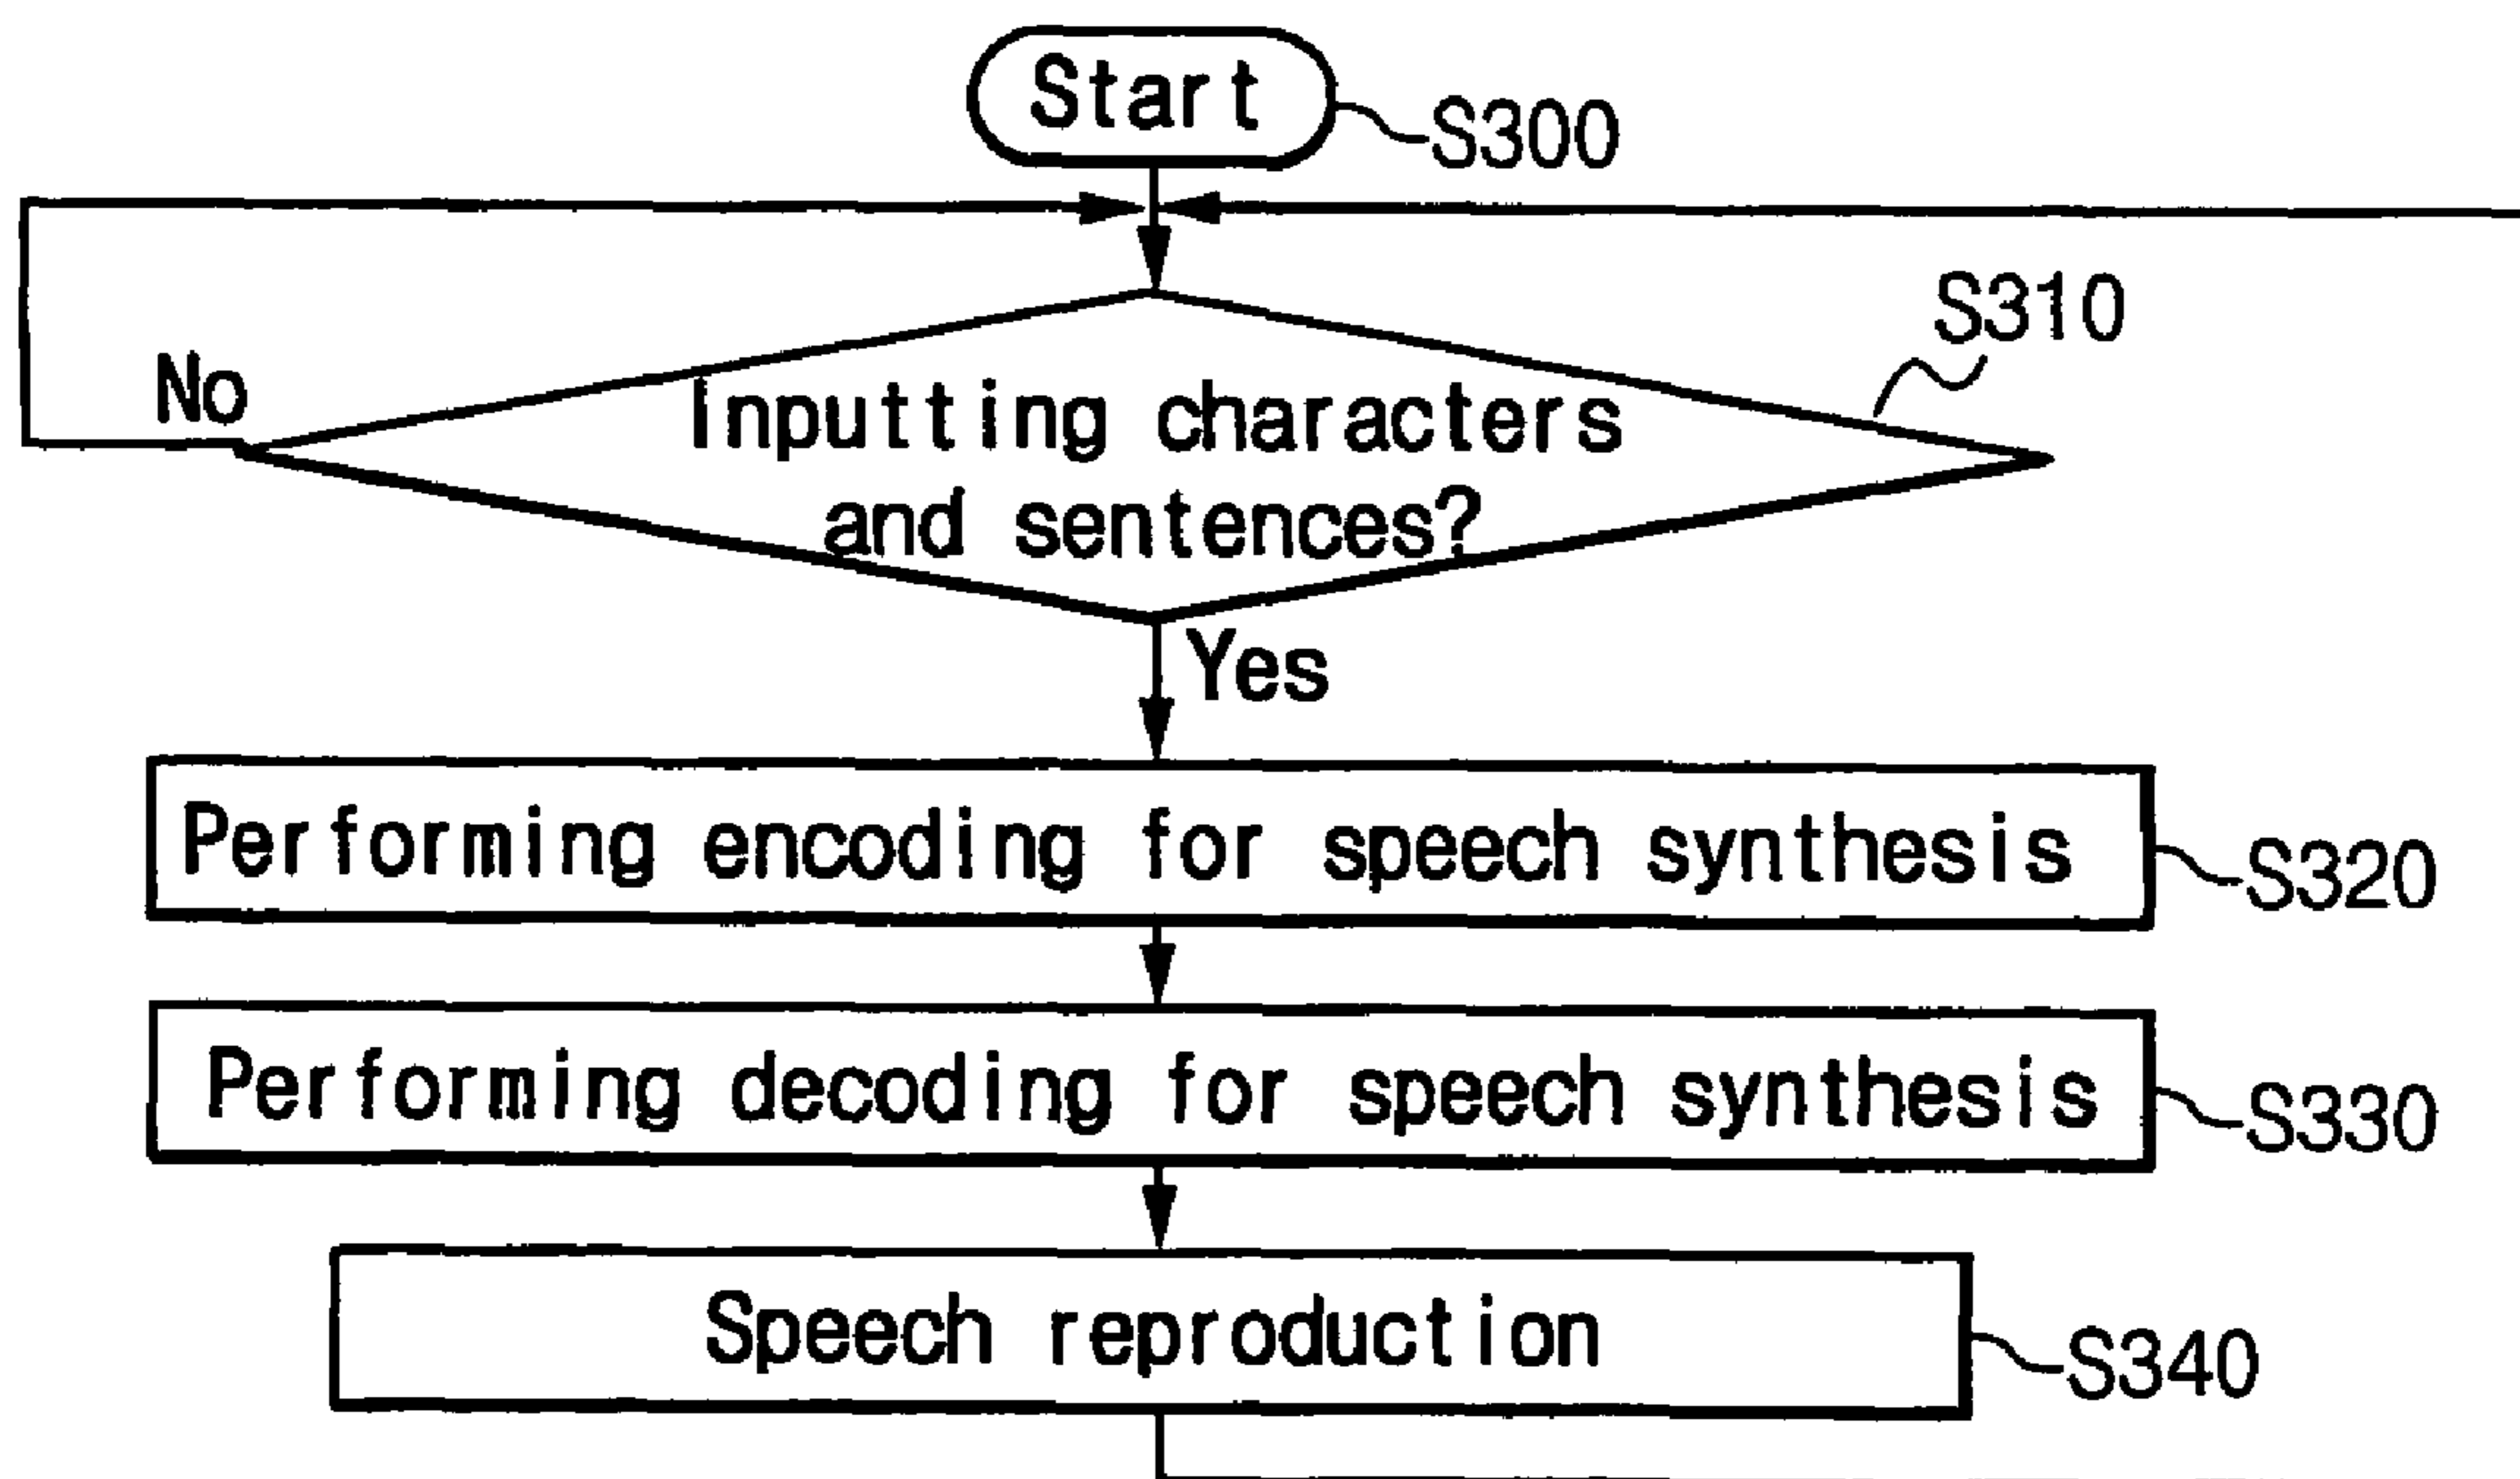 Start
S300
S310
No
Inputting characters
and sentences?
Yes
Performing encoding for speech synthesis
S320
Performing decoding for speech synthesis
S330
Speech reproduction
S340